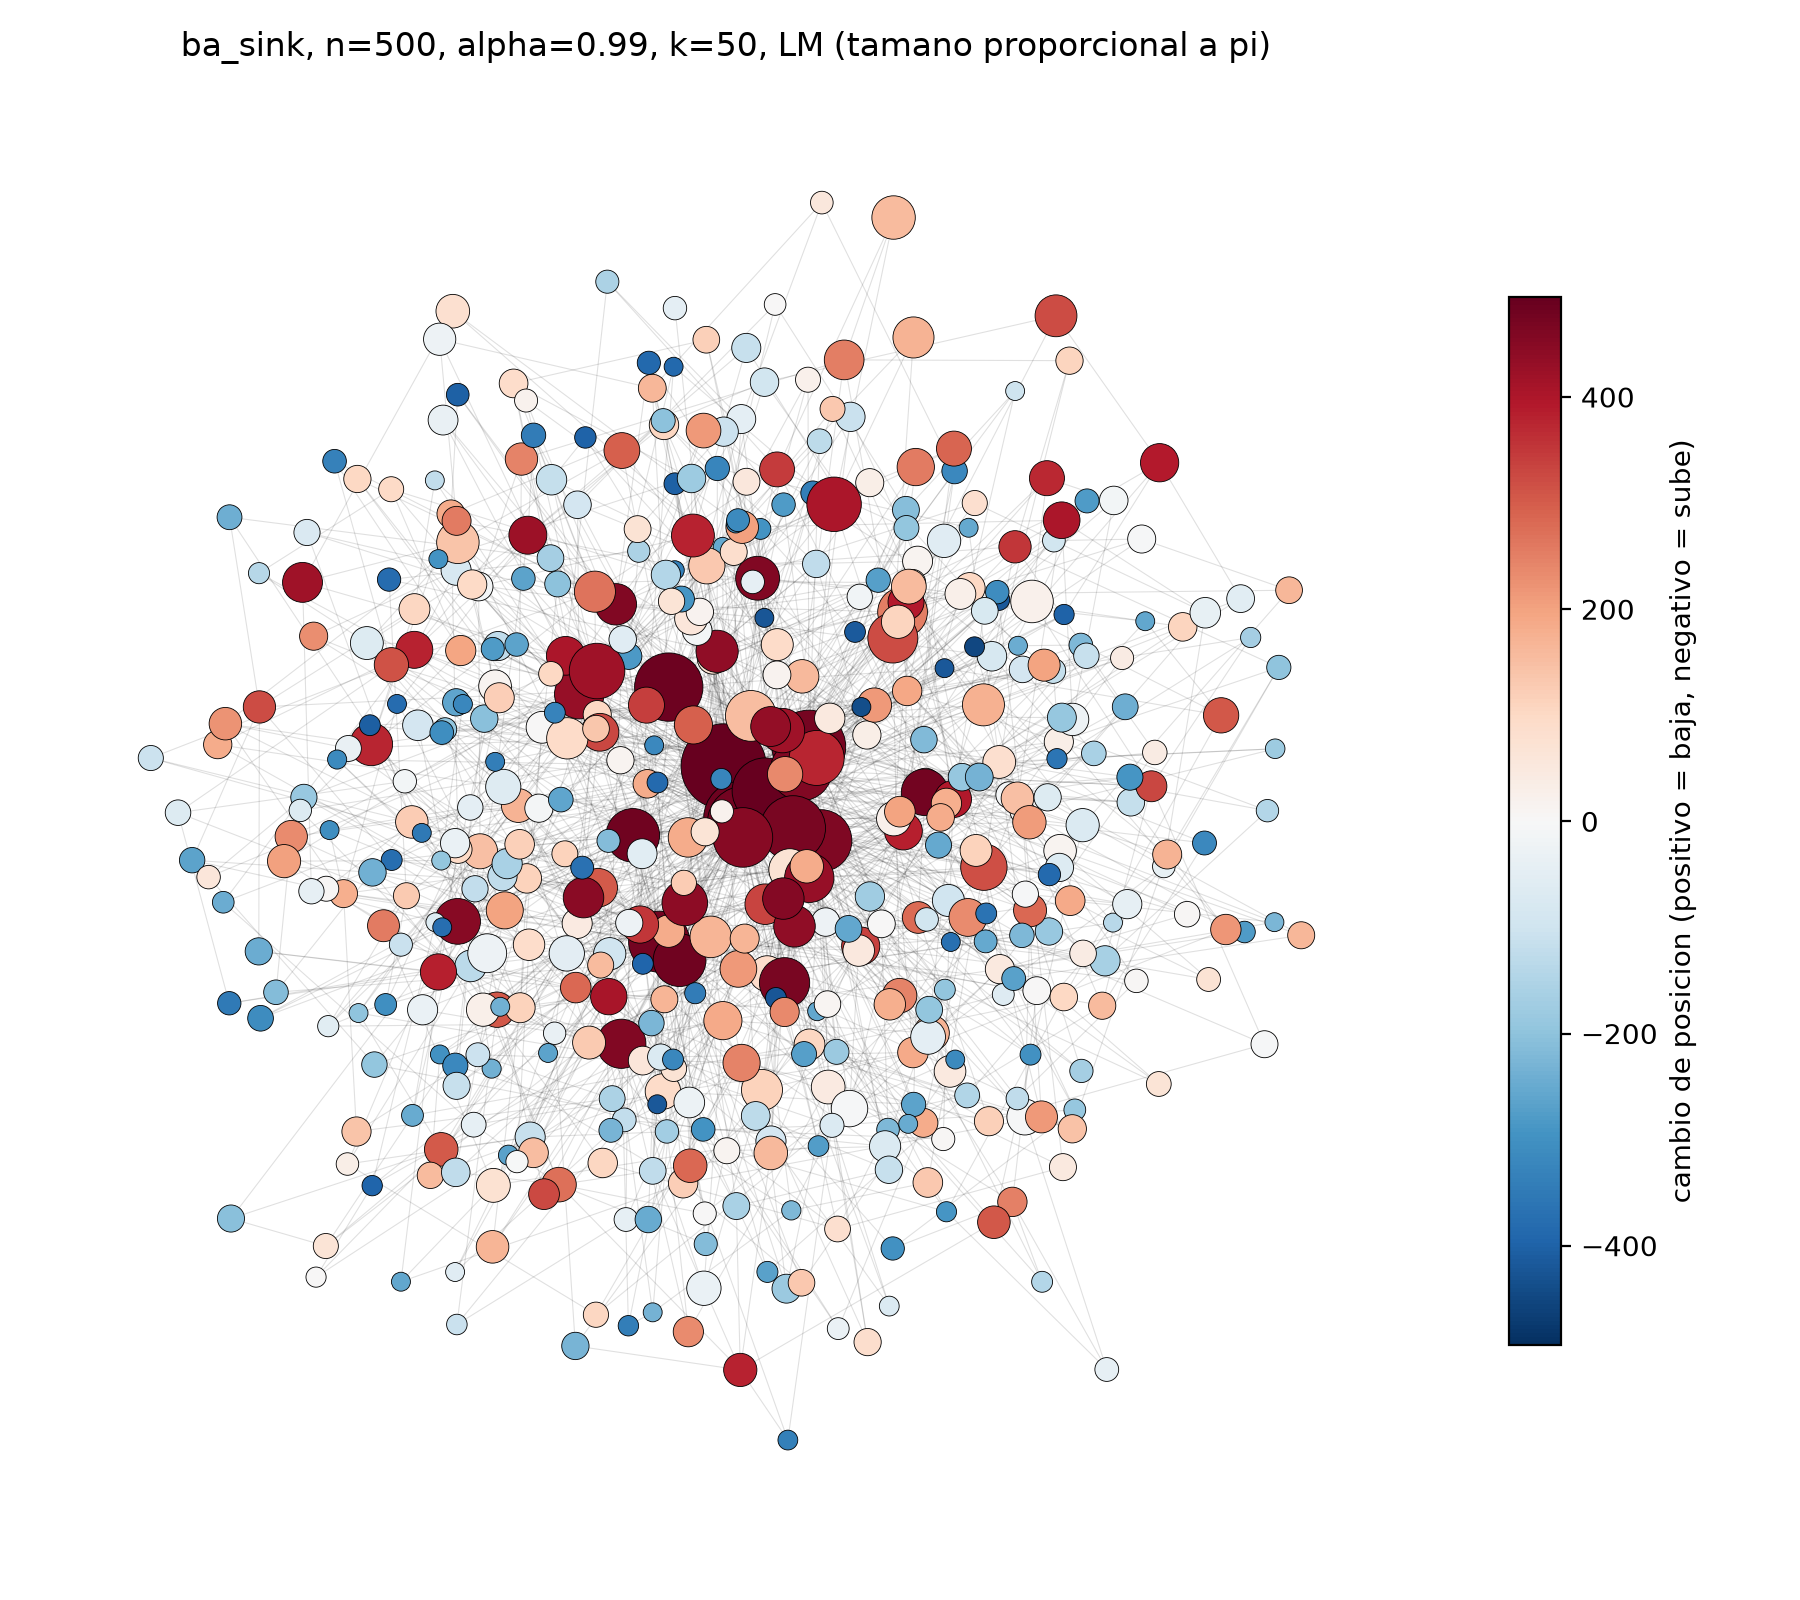 ba_sink, n=500, alpha=0.99, k=50, LM (tamano proporcional a pi)
400
200
0
−200
−400
cambio de posicion (positivo = baja, negativo = sube)